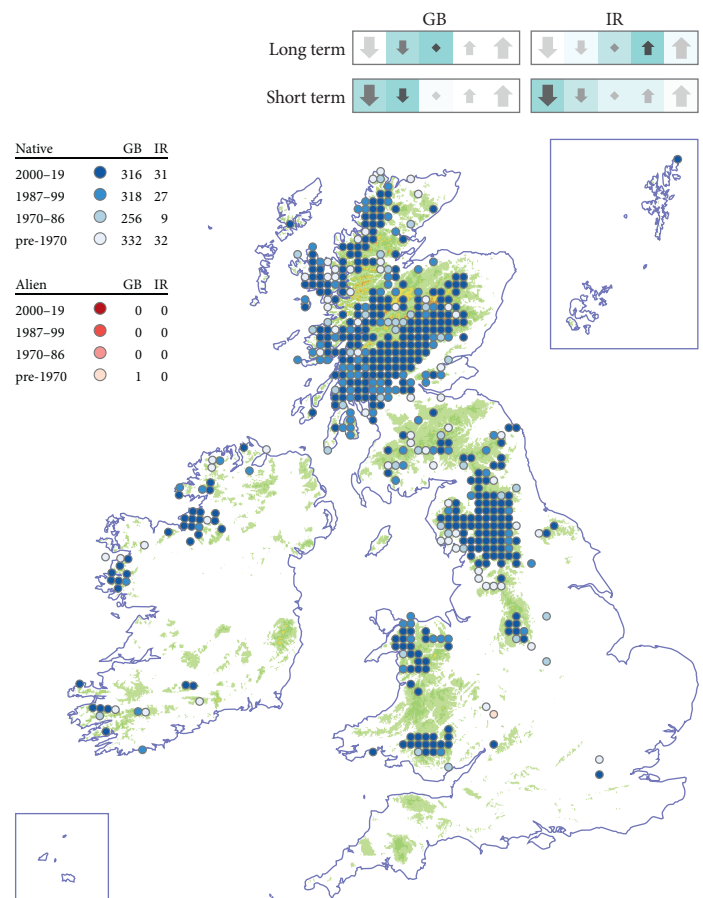 GB IR
Long term
Short term
Native GB IR
2000–19 316 31
1987–99 318 27
1970–86 256 9
pre-1970 332 32
Alien GB IR
2000–19 0 0
1987–99 0 0
1970–86 0 0
pre-1970 1 0